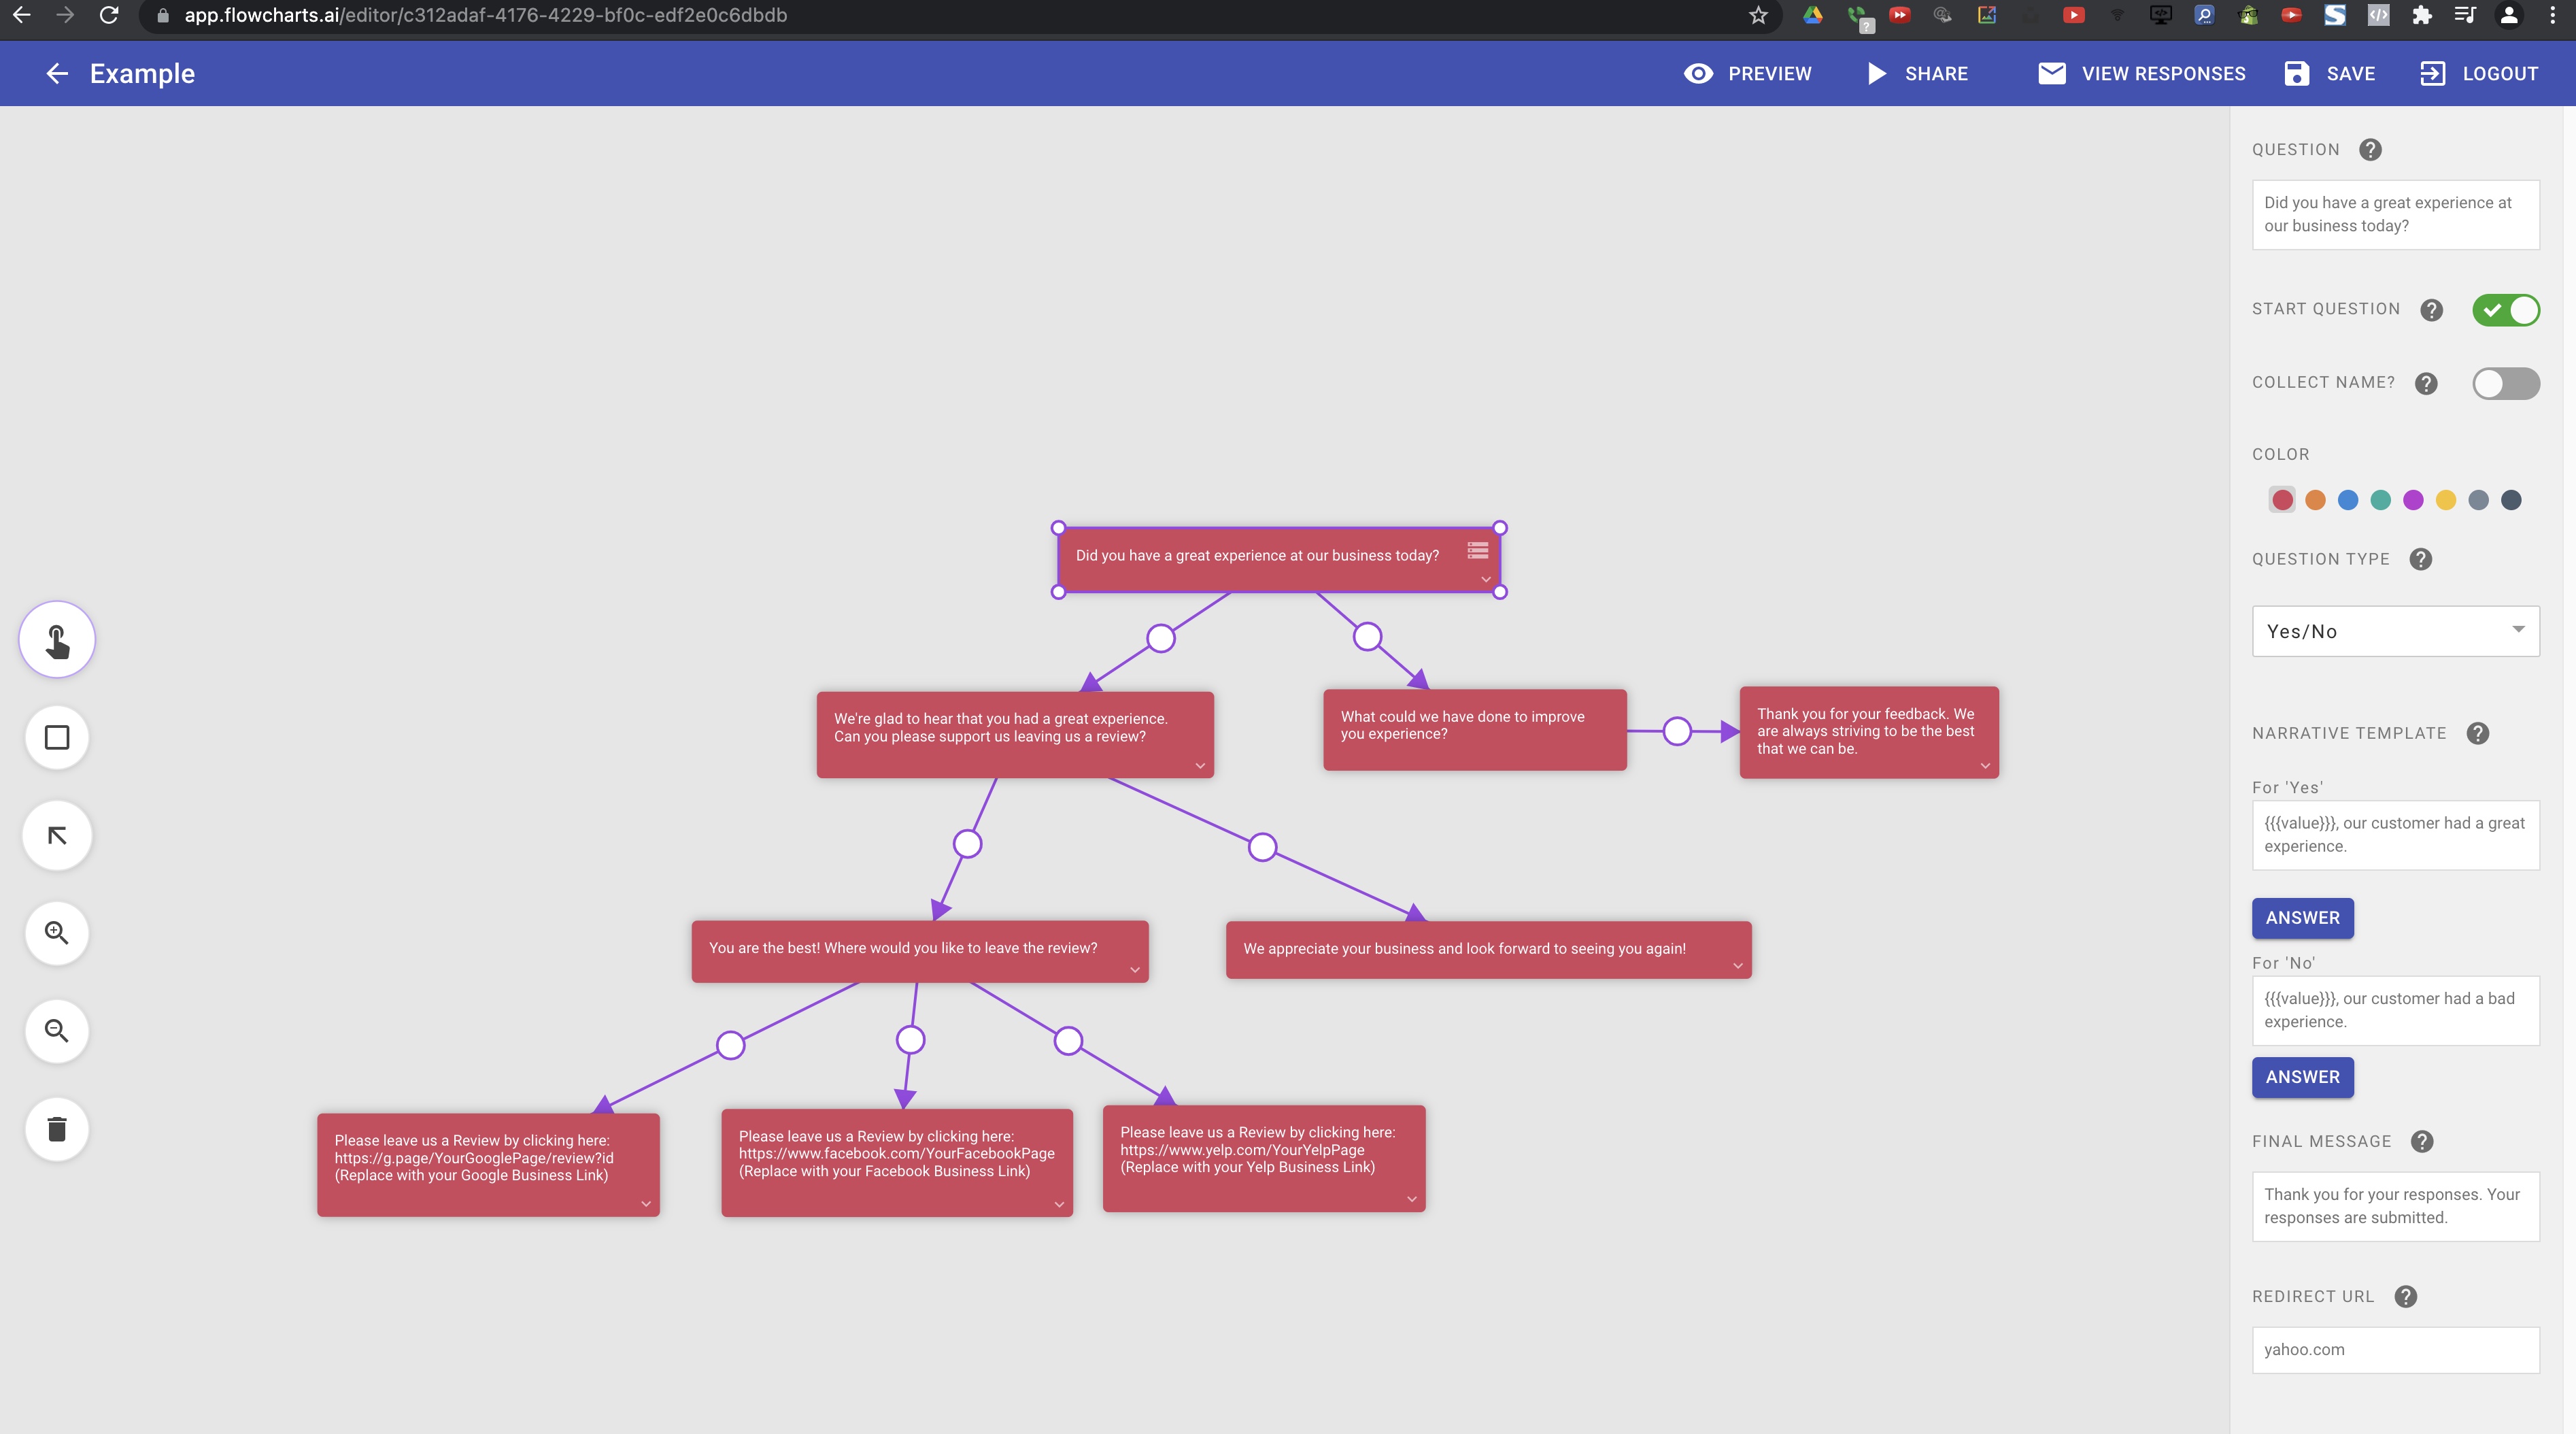 app.flowcharts.ai/editor/c312adaf-4176-4229-bf0c-edf2e0c6dbdb
Example
PREVIEW
SHARE
VIEW RESPONSES
SAVE
LOGOUT
Did you have a great experience at our business today?
We're glad to hear that you had a great experience.
Can you please support us leaving us a review?
What could we have done to improve
you experience?
Thank you for your feedback. We
are always striving to be the best
that we can be.
You are the best! Where would you like to leave the review?
We appreciate your business and look forward to seeing you again!
Please leave us a Review by clicking here:
https://g.page/YourGooglePage/review?id
(Replace with your Google Business Link)
Please leave us a Review by clicking here:
https://www.facebook.com/YourFacebookPage
(Replace with your Facebook Business Link)
Please leave us a Review by clicking here:
https://www.yelp.com/YourYelpPage
(Replace with your Yelp Business Link)
QUESTION
Did you have a great experience at
our business today?
START QUESTION
COLLECT NAME?
COLOR
QUESTION TYPE
Yes/No
NARRATIVE TEMPLATE
For 'Yes'
{{{value}}}, our customer had a great
experience.
ANSWER
For 'No'
{{{value}}}, our customer had a bad
experience.
ANSWER
FINAL MESSAGE
Thank you for your responses. Your
responses are submitted.
REDIRECT URL
yahoo.com